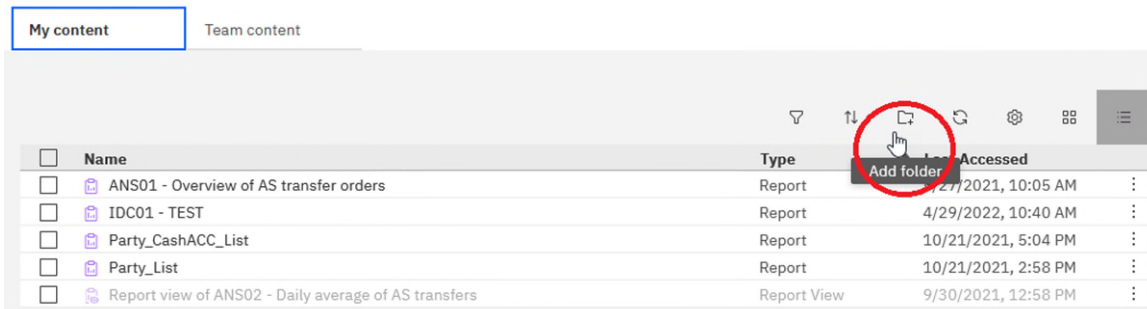 My content Team content
Name Type Accessed
Add folder
ANS01 - Overview of AS transfer orders Report /27/2021, 10:05 AM
IDC01 - TEST Report 4/29/2022, 10:40 AM
Party_CashACC_List Report 10/21/2021, 5:04 PM
Party_List Report 10/21/2021, 2:58 PM
Report view of ANS02 - Daily average of AS transfers Report View 9/30/2021, 12:58 PM